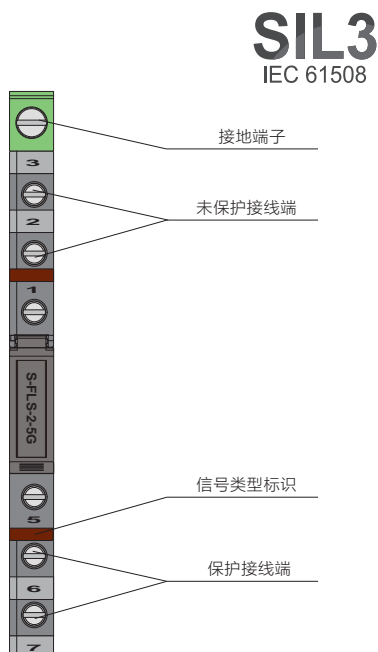 SIL3
IEC 61508
接地端子
3
未保护接线端
2
1
S-FLS-2-5G
信号类型标识
5
保护接线端
6
7